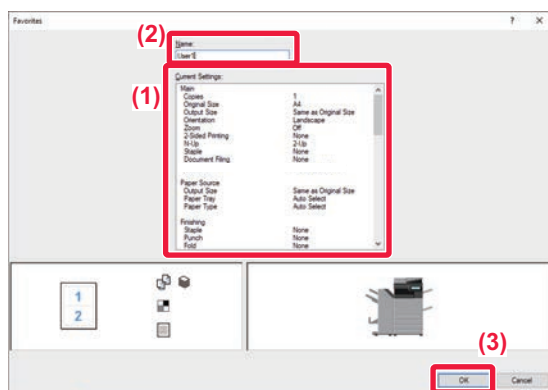 Favorites
? X
(2)
Name:
User1
(1)
Current Settings:
Main
Copies 1
Original Size A4
Output Size Same as Original Size
Orientation Landscape
Zoom Off
2-Sided Printing None
N-Up 2-Up
Staple None
Document Filing None
Paper Source
Output Size Same as Original Size
Paper Tray Auto Select
Paper Type Auto Select
Finishing
Staple None
Punch None
Fold None
1
2
(3)
OK Cancel